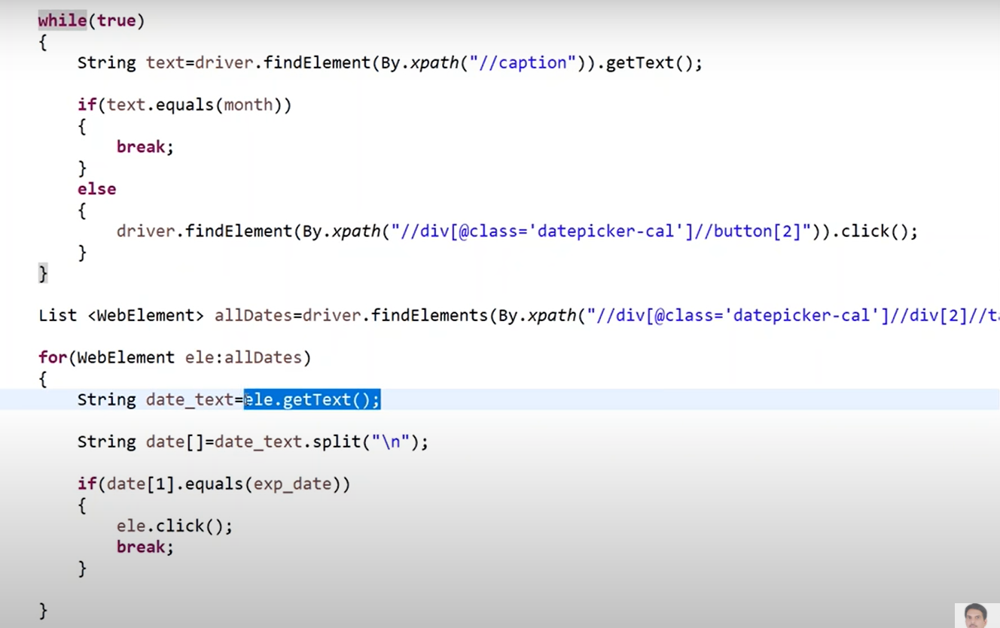 while(true)
{
String text=driver.findElement(By.xpath("//caption")).getText();
if(text.equals(month))
{
break;
}
else
{
driver.findElement(By.xpath("//div[@class='datepicker-cal']//button[2]")).click();
}
}
List <WebElement> allDates=driver.findElements(By.xpath("//div[@class='datepicker-cal']//div[2]//t
for(WebElement ele:allDates)
{
String date_text=ele.getText();
String date[]=date_text.split("\n");
if(date[1].equals(exp_date))
{
ele.click();
break;
}
}